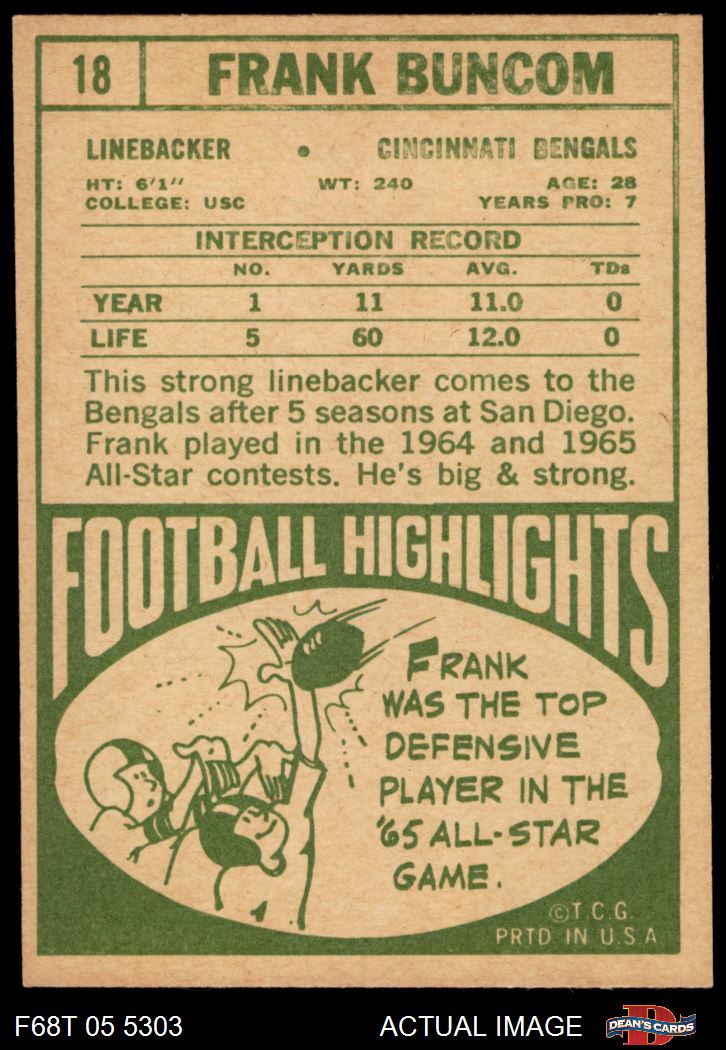 18 FRANK BUNCOM
LINEBACKER • CINCINNATI BENGALS
HT: 6'1" WT: 240 AGE: 28
COLLEGE: USC YEARS PRO: 7
INTERCEPTION RECORD
NO. YARDS AVG. TDs
YEAR 1 11 11.0 0
LIFE 5 60 12.0 0
This strong linebacker comes to the
Bengals after 5 seasons at San Diego.
Frank played in the 1964 and 1965
All-Star contests. He's big & strong.
FOOTBALL HIGHLIGHTS
FRANK
WAS THE TOP
DEFENSIVE
PLAYER IN THE
'65 ALL-STAR
GAME.
©T.C.G.
PRTD IN U.S.A
F68T 05 5303 ACTUAL IMAGE
D
DEAN'S CARDS